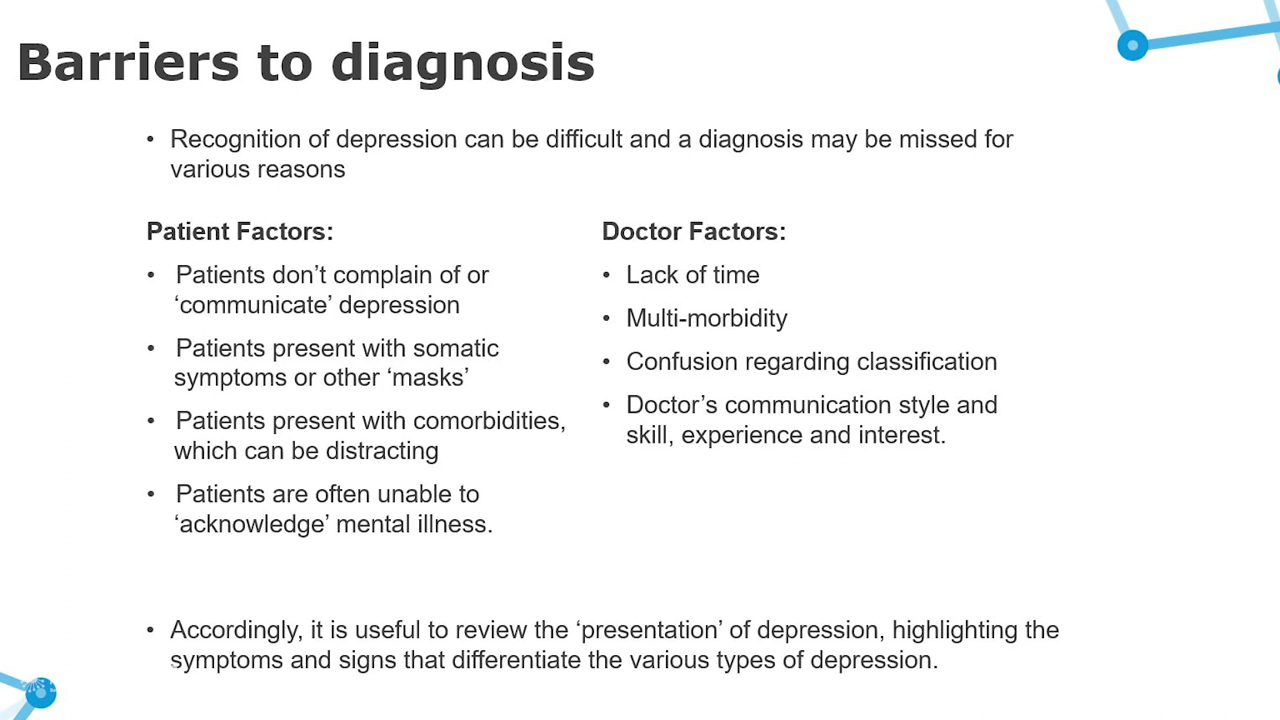 Barriers to diagnosis
• Recognition of depression can be difficult and a diagnosis may be missed for
various reasons
Patient Factors:
• Patients don’t complain of or
‘communicate’ depression
• Patients present with somatic
symptoms or other ‘masks’
• Patients present with comorbidities,
which can be distracting
• Patients are often unable to
‘acknowledge’ mental illness.
Doctor Factors:
• Lack of time
• Multi-morbidity
• Confusion regarding classification
• Doctor’s communication style and
skill, experience and interest.
• Accordingly, it is useful to review the ‘presentation’ of depression, highlighting the
symptoms and signs that differentiate the various types of depression.